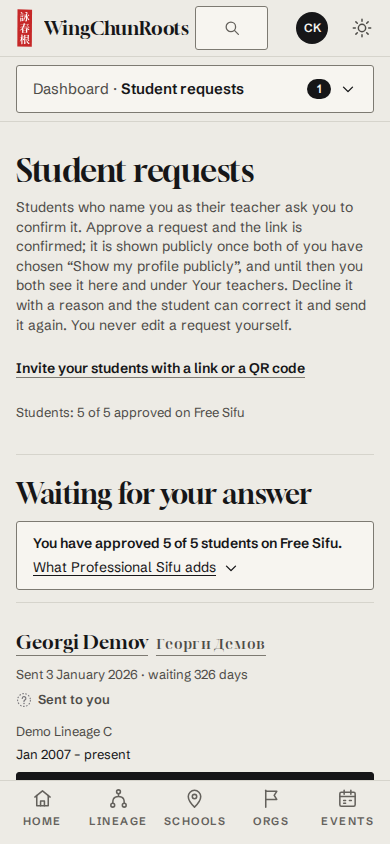 詠春根
WingChunRoots
CK
Dashboard · Student requests
1
Student requests
Students who name you as their teacher ask you to
confirm it. Approve a request and the link is
confirmed; it is shown publicly once both of you have
chosen “Show my profile publicly”, and until then you
both see it here and under Your teachers. Decline it
with a reason and the student can correct it and send
it again. You never edit a request yourself.
Invite your students with a link or a QR code
Students: 5 of 5 approved on Free Sifu
Waiting for your answer
You have approved 5 of 5 students on Free Sifu.
What Professional Sifu adds
Georgi Demov Георги Демов
Sent 3 January 2026 · waiting 326 days
Sent to you
Demo Lineage C
Jan 2007 – present
HOME
LINEAGE
SCHOOLS
ORGS
EVENTS